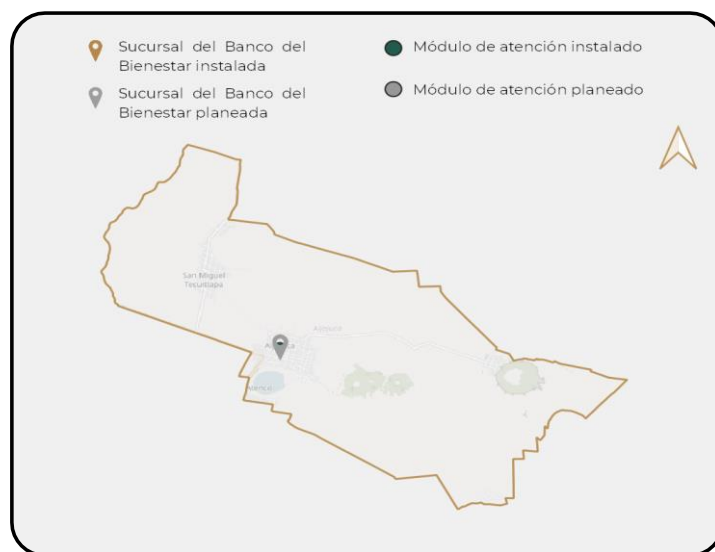 Sucursal del Banco del
Bienestar instalada
Sucursal del Banco del
Bienestar planeada
Módulo de atención instalado
Módulo de atención planeado
San Miguel
Tecuitlapa